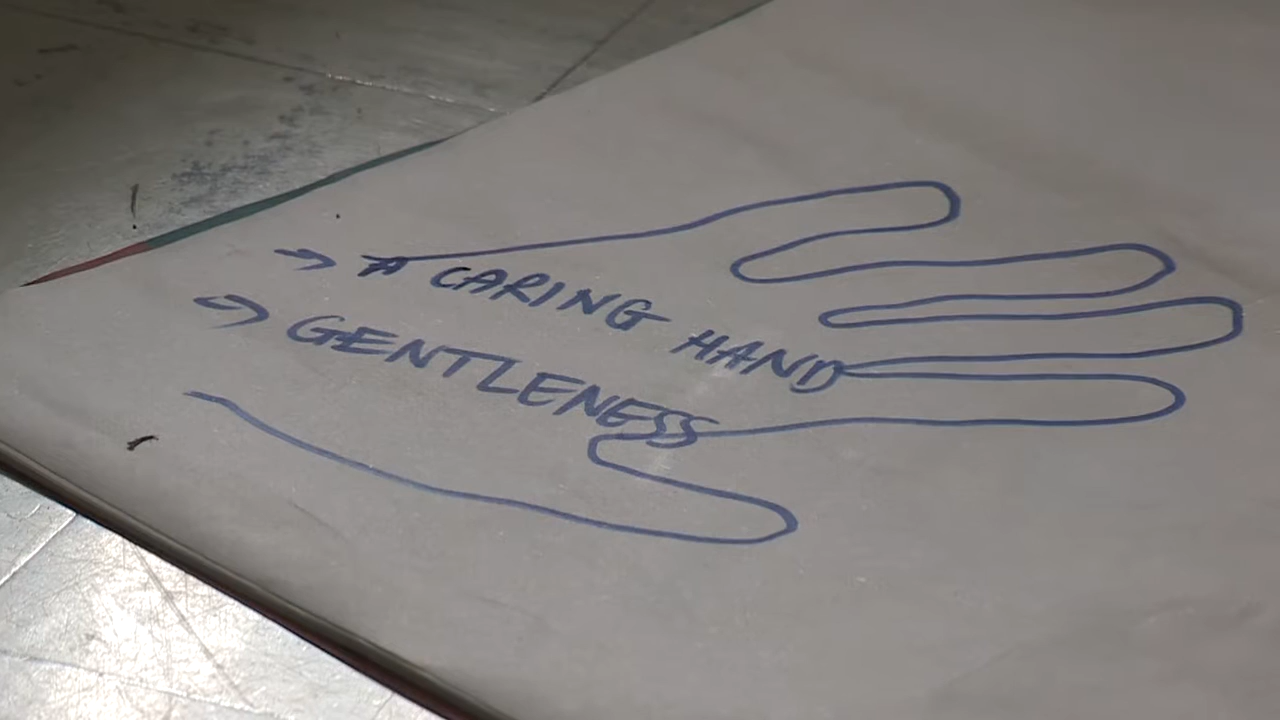 → A CARING HAND
→ GENTLENESS